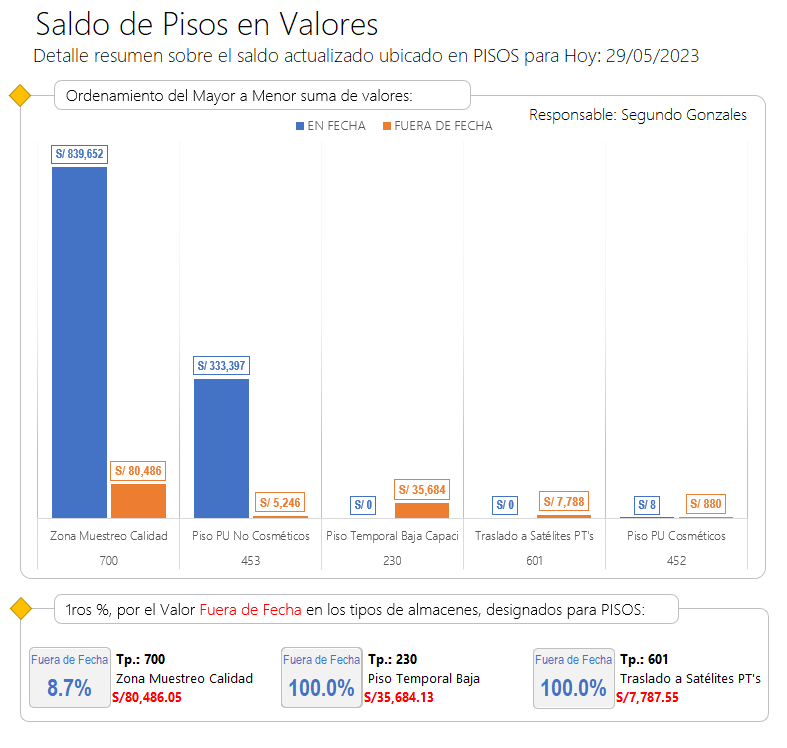 Saldo de Pisos en Valores
Detalle resumen sobre el saldo actualizado ubicado en PISOS para Hoy: 29/05/2023
Ordenamiento del Mayor a Menor suma de valores:
Responsable: Segundo Gonzales
EN FECHA FUERA DE FECHA
S/ 839,652
S/ 333,397
S/ 80,486
S/ 5,246
S/ 0
S/ 35,684
S/ 0
S/ 7,788
S/ 8
S/ 880
Zona Muestreo Calidad Piso PU No Cosméticos Piso Temporal Baja Capaci Traslado a Satélites PT's Piso PU Cosméticos
700 453 230 601 452
1ros %, por el Valor Fuera de Fecha en los tipos de almacenes, designados para PISOS:
Fuera de Fecha
8.7%
Tp.: 700
Zona Muestreo Calidad
S/80,486.05
Fuera de Fecha
100.0%
Tp.: 230
Piso Temporal Baja
S/35,684.13
Fuera de Fecha
100.0%
Tp.: 601
Traslado a Satélites PT's
S/7,787.55